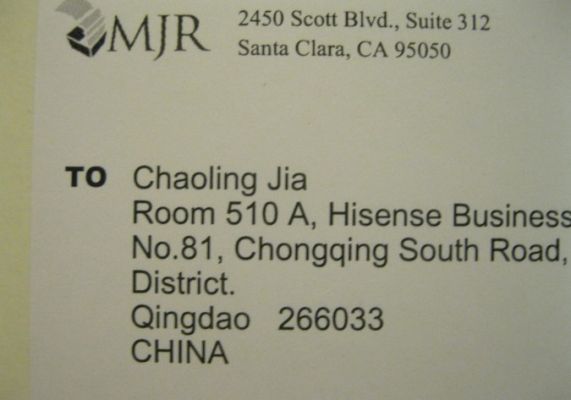 MJR
2450 Scott Blvd., Suite 312
Santa Clara, CA 95050
TO Chaoling Jia
Room 510 A, Hisense Business
No.81, Chongqing South Road,
District.
Qingdao 266033
CHINA